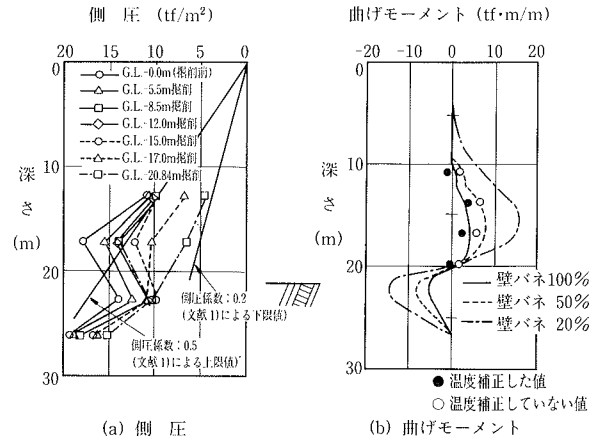 側 圧 (tf/m²)
20 15 10 5 0
0
10
20
30
深さ
(m)
G.L.-0.0m(掘削前)
G.L.-5.5m掘削
G.L.-8.5m掘削
G.L.-12.0m掘削
G.L.-15.0m掘削
G.L.-17.0m掘削
G.L.-20.84m掘削
側圧係数:0.2
(文献1)による下限値)
側圧係数:0.5
(文献1)による上限値)
(a) 側 圧
曲げモーメント (tf·m/m)
-20 -10 0 10 20
0
10
20
30
深さ
(m)
壁バネ100%
壁バネ 50%
壁バネ 20%
温度補正した値
温度補正していない値
(b) 曲げモーメント